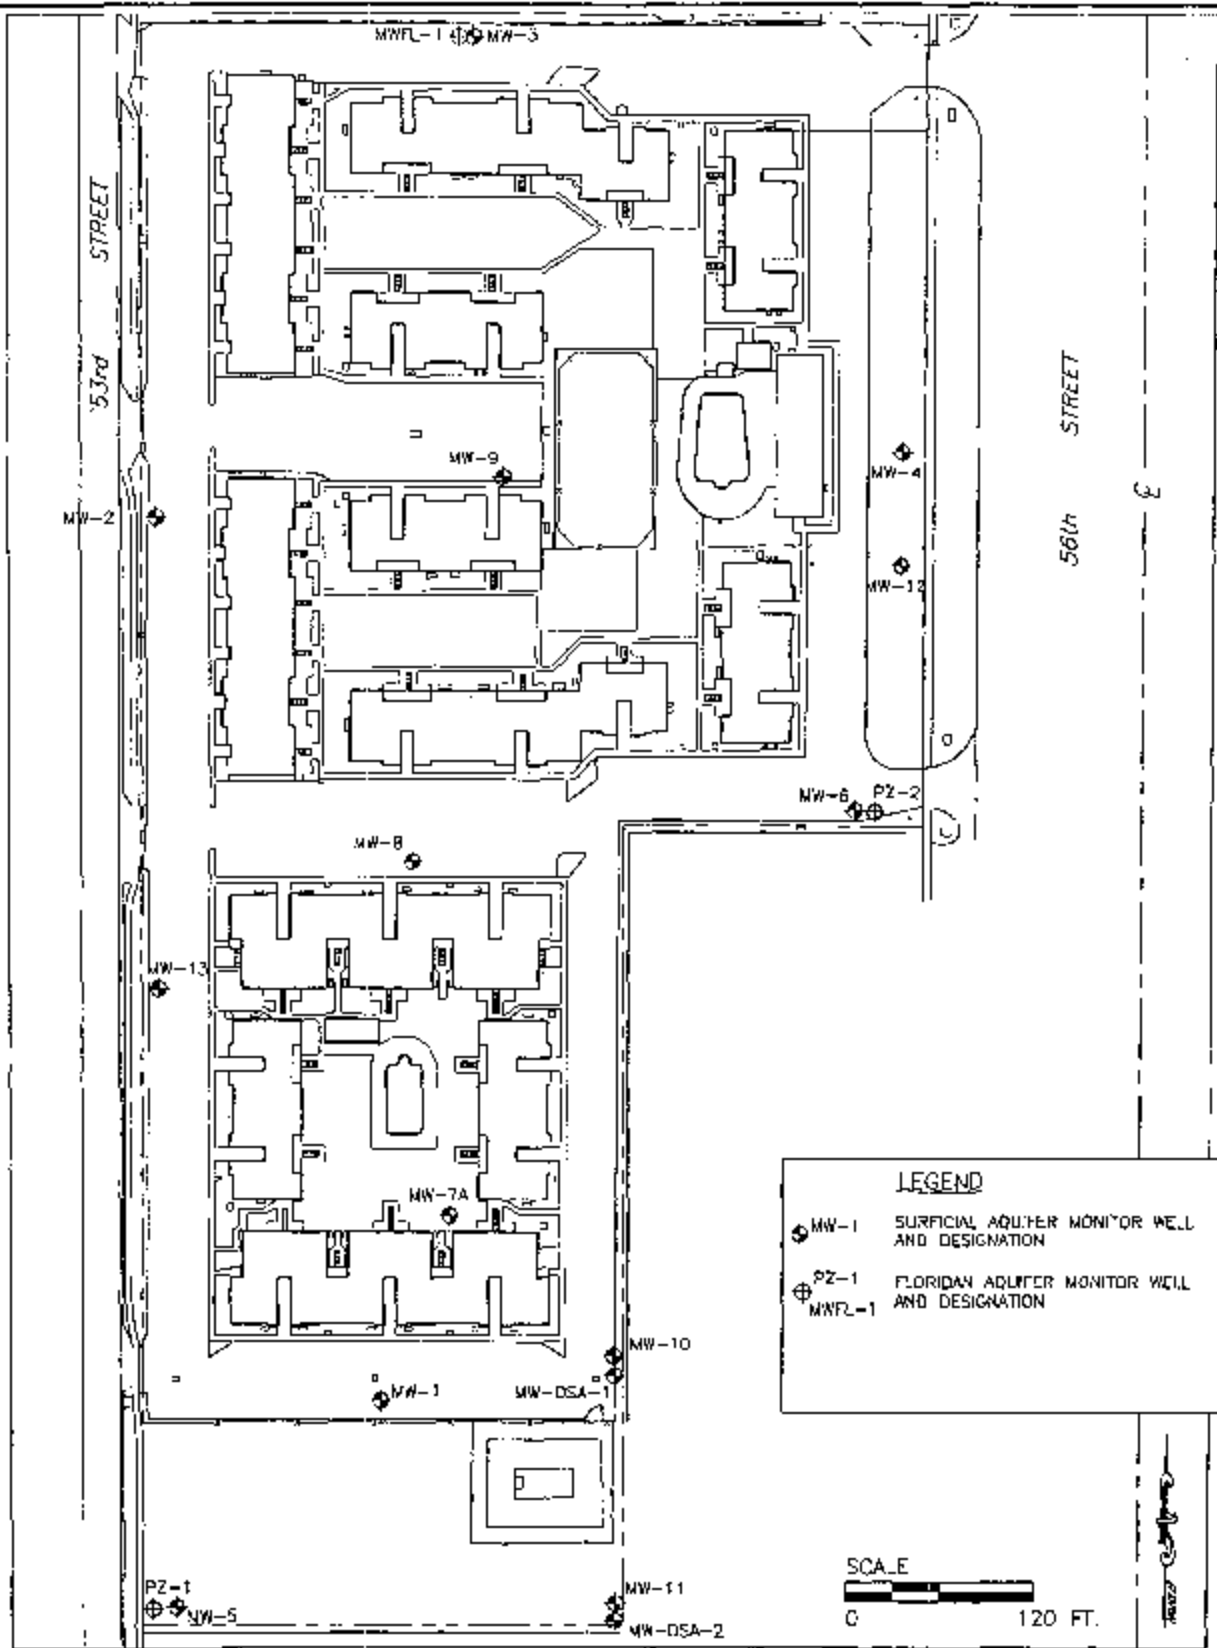 MWFL-1 MW-3
53rd STREET
MW-9
MW-2
MW-4
56th STREET
MW-12
MW-6 PZ-2
MW-8
MW-13
MW-7A
LEGEND
MW-1 SURFICIAL AQUIFER MONITOR WELL
AND DESIGNATION
PZ-1 FLORIDAN AQUIFER MONITOR WELL
MWFL-1 AND DESIGNATION
MW-10
MW-1 MW-DSA-1
SCALE
0 120 FT.
PZ-1
MW-5
MW-11
MW-DSA-2